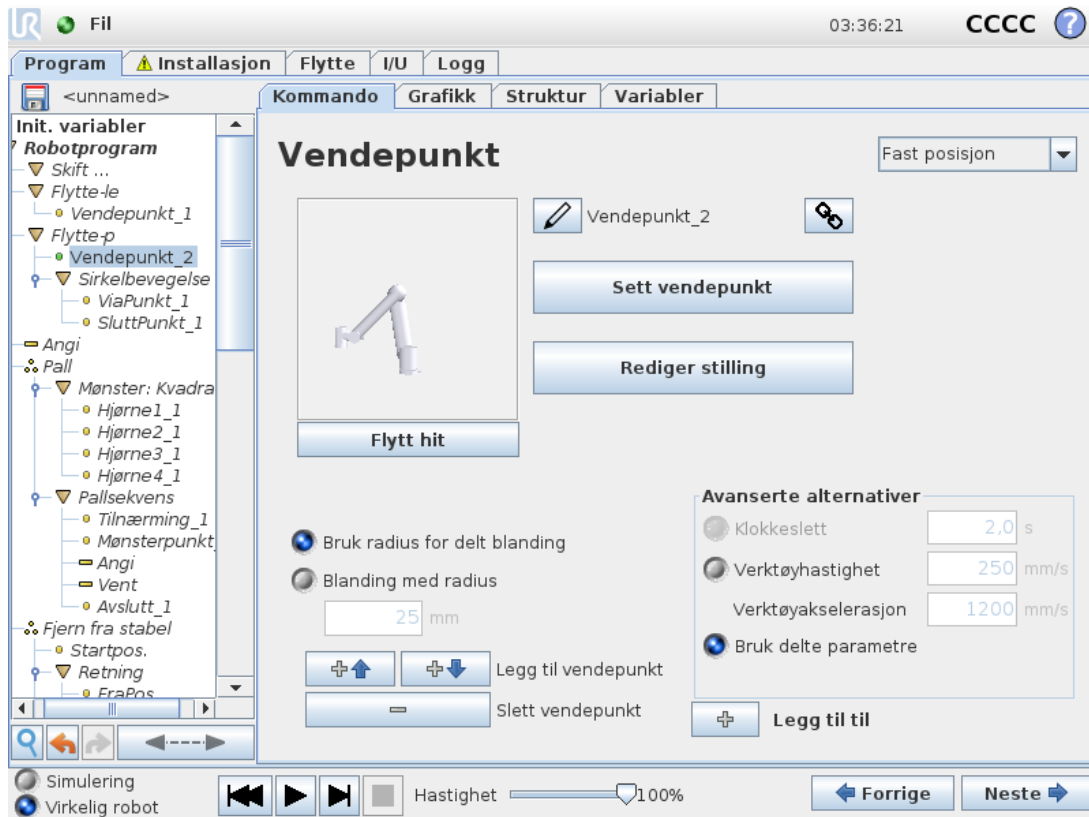 UR Fil 03:36:21 CCCC ?
Program Installasjon Flytte I/U Logg
<unnamed> Kommando Grafikk Struktur Variabler
Init. variabler
Robotprogram
Skift ...
Flytte-le
Vendepunkt_1
Flytte-p
Vendepunkt_2
Sirkelbevegelse
ViaPunkt_1
SluttPunkt_1
Angi
Pall
Mønster: Kvadra
Hjørne1_1
Hjørne2_1
Hjørne3_1
Hjørne4_1
Pallsekvens
Tilnærming_1
Mønsterpunkt
Angi
Vent
Avslutt_1
Fjern fra stabel
Startpos.
Retning
FraPos
Vendepunkt
Fast posisjon
Vendepunkt_2
Sett vendepunkt
Rediger stilling
Flytt hit
Bruk radius for delt blanding
Blanding med radius
25 mm
Legg til vendepunkt
Slett vendepunkt
Avanserte alternativer
Klokkeslett 2,0 s
Verktøyhastighet 250 mm/s
Verktøyakselerasjon 1200 mm/s
Bruk delte parametre
Legg til til
Simulering
Virkelig robot
Hastighet 100%
Forrige Neste